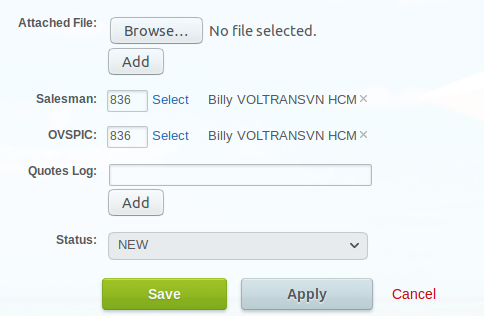 Attached File: Browse... No file selected.
Add
Salesman: 836 Select Billy VOLTRANSVN HCM ×
OVSPIC: 836 Select Billy VOLTRANSVN HCM ×
Quotes Log:
Add
Status: NEW
Save Apply Cancel